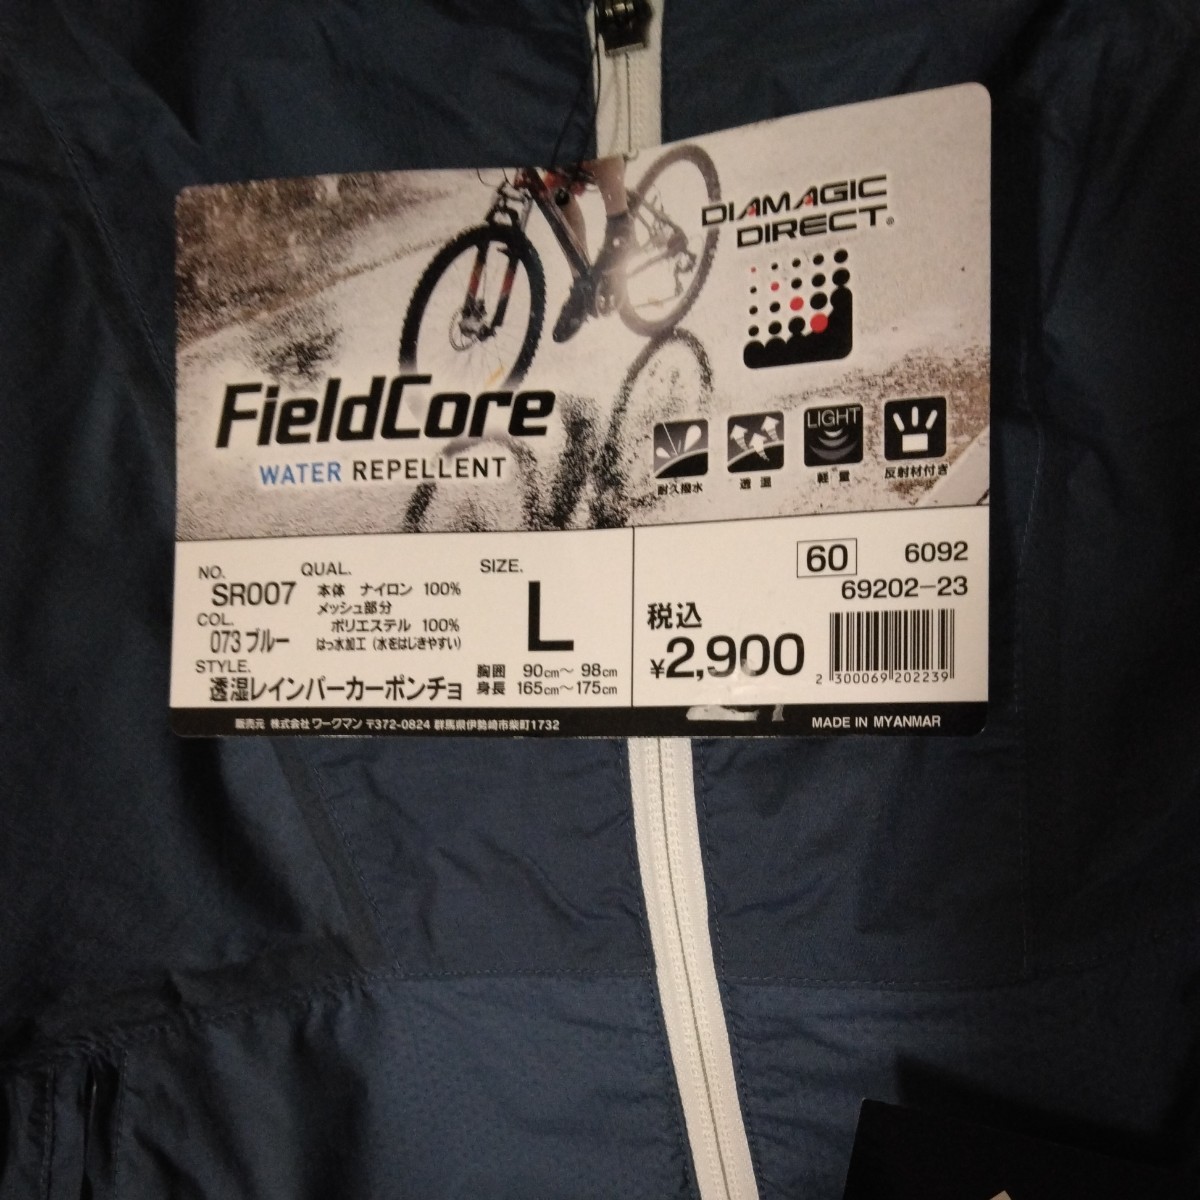 DIAMAGIC
DIRECT®
FieldCore
WATER REPELLENT
LIGHT
耐久撥水
透湿
軽量
反射材付き
NO.
SR007
COL.
073 ブルー
STYLE.
透湿レインパーカーポンチョ
QUAL.
本体 ナイロン 100%
メッシュ部分
ポリエステル 100%
はっ水加工(水をはじきやすい)
SIZE.
L
胸囲 90cm〜 98cm
身長 165cm〜175cm
60 6092
69202-23
税込
¥2,900
2 300069 202239
販売元 株式会社 ワークマン 〒372-0824 群馬県伊勢崎市柴町1732
MADE IN MYANMAR